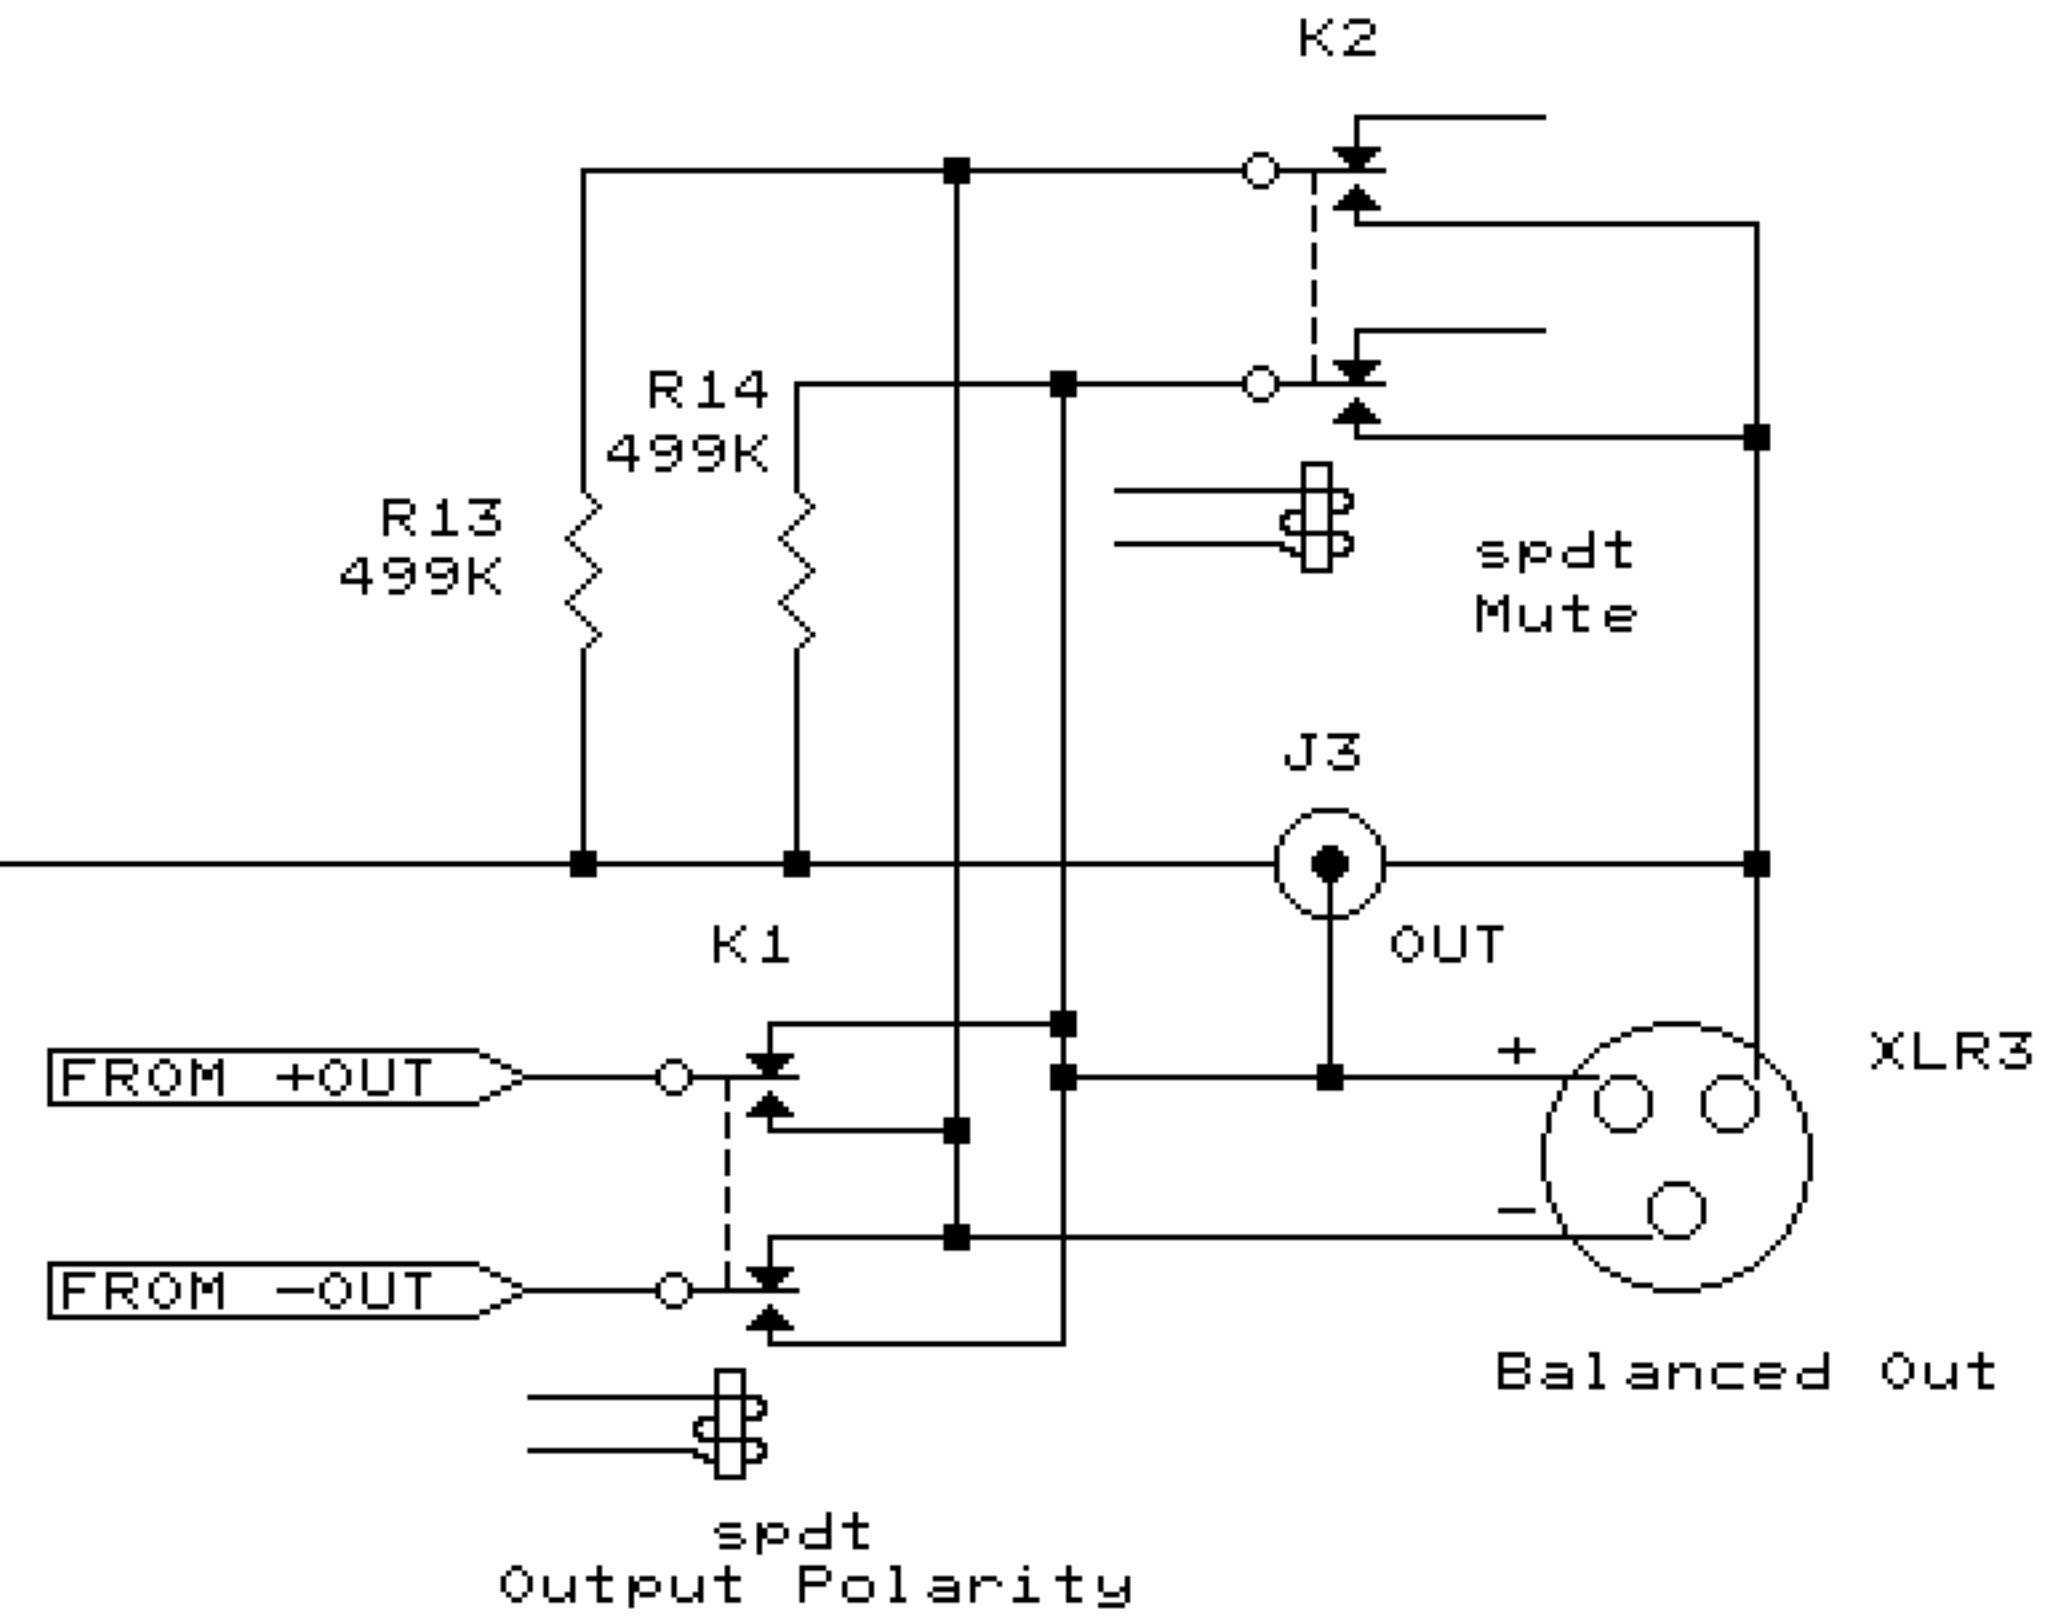 K2
R14
499K
R13
499K
spdt
Mute
J3
OUT
K1
+
XLR3
FROM +OUT
−
FROM −OUT
Balanced Out
spdt
Output Polarity